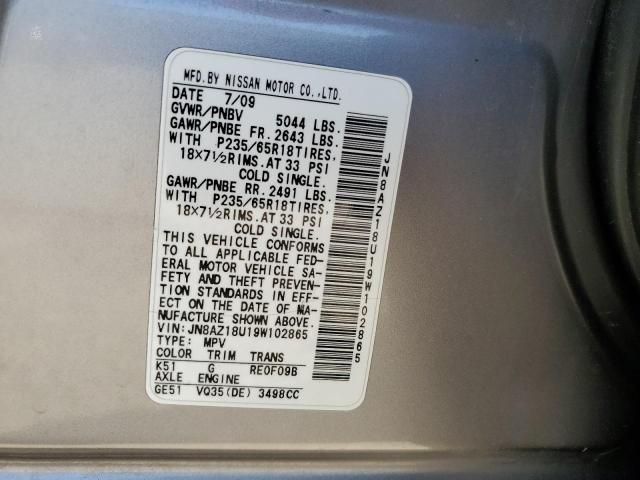 MFD.BY NISSAN MOTOR CO.,LTD.
DATE 7/09
GVWR/PNBV 5044 LBS.
GAWR/PNBE FR. 2643 LBS.
WITH P235/65R18TIRES,
18X7½RIMS.AT 33 PSI
COLD SINGLE.
GAWR/PNBE RR. 2491 LBS.
WITH P235/65R18TIRES,
18X7½RIMS.AT 33 PSI
COLD SINGLE.
THIS VEHICLE CONFORMS
TO ALL APPLICABLE FED-
ERAL MOTOR VEHICLE SA-
FETY AND THEFT PREVEN-
TION STANDARDS IN EFF-
ECT ON THE DATE OF MA-
NUFACTURE SHOWN ABOVE.
VIN:JN8AZ18U19W102865
TYPE: MPV
COLOR TRIM TRANS
K51 G RE0F09B
AXLE ENGINE
GE51 VQ35(DE) 3498CC
JN8AZ18U19W102865